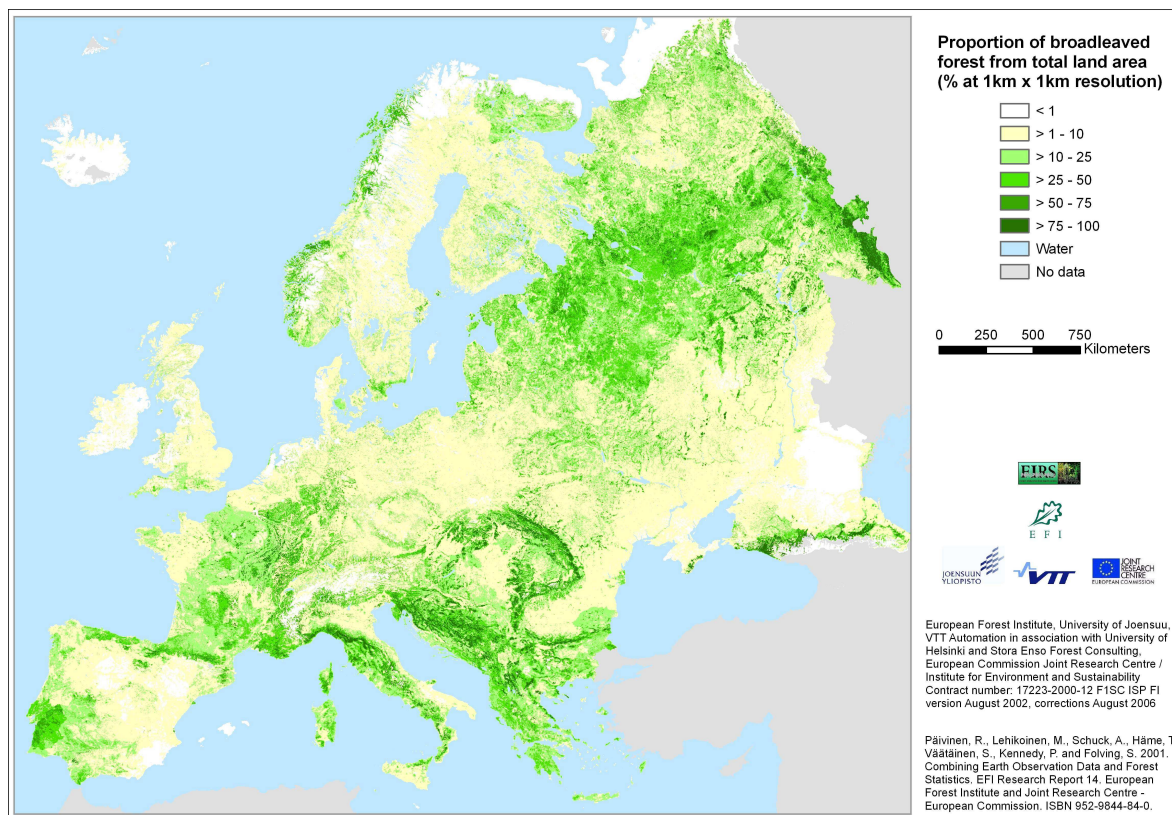 Proportion of broadleaved
forest from total land area
(% at 1km x 1km resolution)
< 1
> 1 - 10
> 10 - 25
> 25 - 50
> 50 - 75
> 75 - 100
Water
No data
0 250 500 750
Kilometers
EFI
JOENSUUN
YLIOPISTO
VTT
JOINT
RESEARCH
CENTRE
EUROPEAN COMMISSION
European Forest Institute, University of Joensuu,
VTT Automation in association with University of
Helsinki and Stora Enso Forest Consulting,
European Commission Joint Research Centre /
Institute for Environment and Sustainability
Contract number: 17223-2000-12 F1SC ISP FI
version August 2002, corrections August 2006
Päivinen, R., Lehikoinen, M., Schuck, A., Häme, T
Väätäinen, S., Kennedy, P. and Folving, S. 2001.
Combining Earth Observation Data and Forest
Statistics. EFI Research Report 14. European
Forest Institute and Joint Research Centre -
European Commission. ISBN 952-9844-84-0.